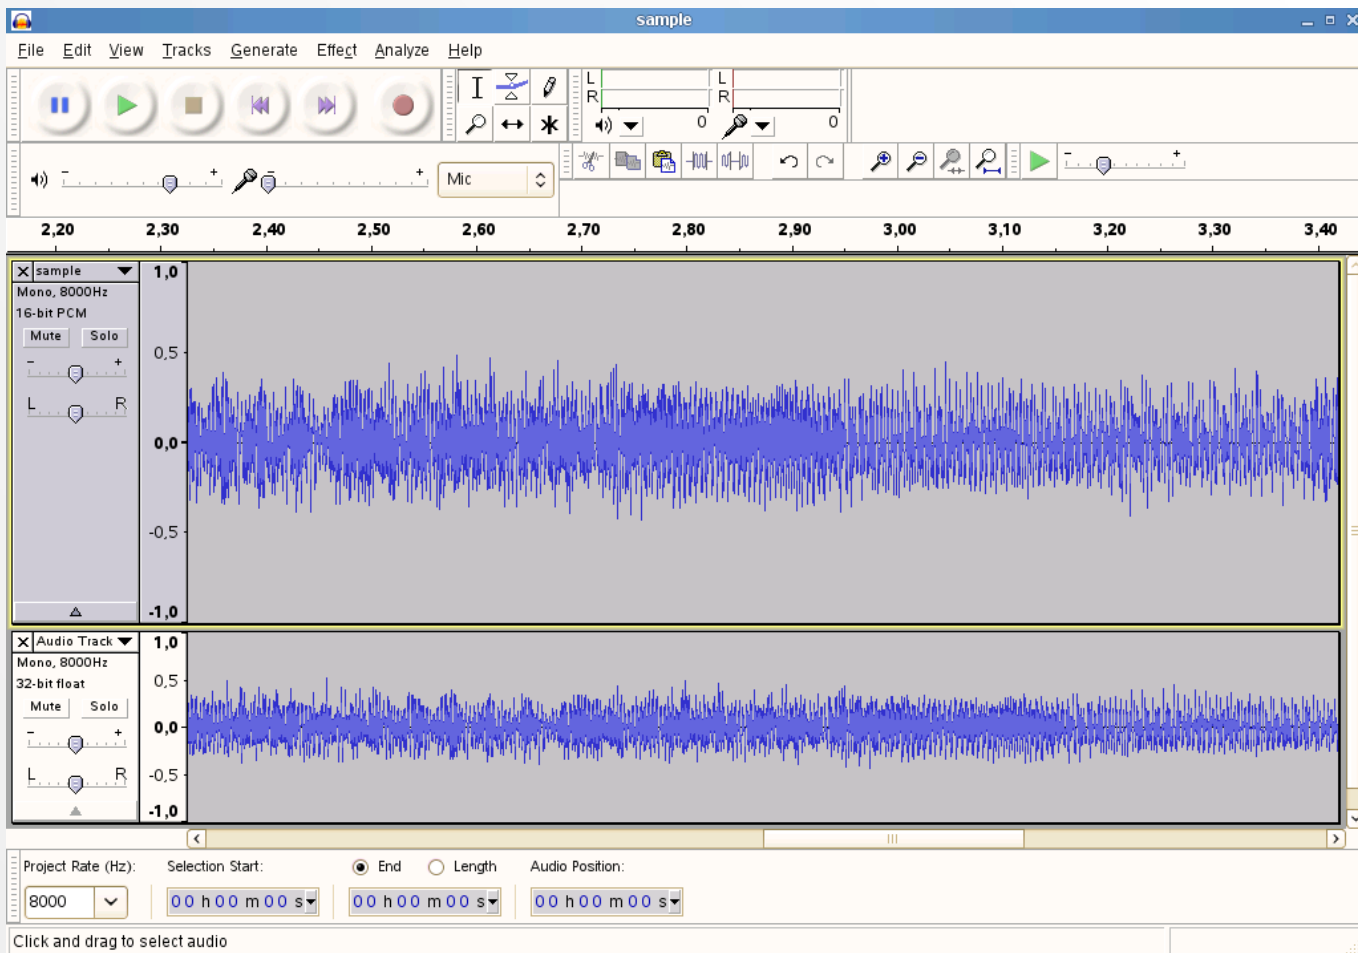 sample
File Edit View Tracks Generate Effect Analyze Help
L L
R R
0 0
- + - + Mic - +
2,20 2,30 2,40 2,50 2,60 2,70 2,80 2,90 3,00 3,10 3,20 3,30 3,40
sample 1,0
Mono, 8000Hz
16-bit PCM
Mute Solo
0,5
- +
L R
0,0
-0,5
-1,0
Audio Track 1,0
Mono, 8000Hz
32-bit float
0,5
Mute Solo
- + 0,0
L R -0,5
-1,0
Project Rate (Hz): Selection Start: End Length Audio Position:
8000 00 h 00 m 00 s 00 h 00 m 00 s 00 h 00 m 00 s
Click and drag to select audio